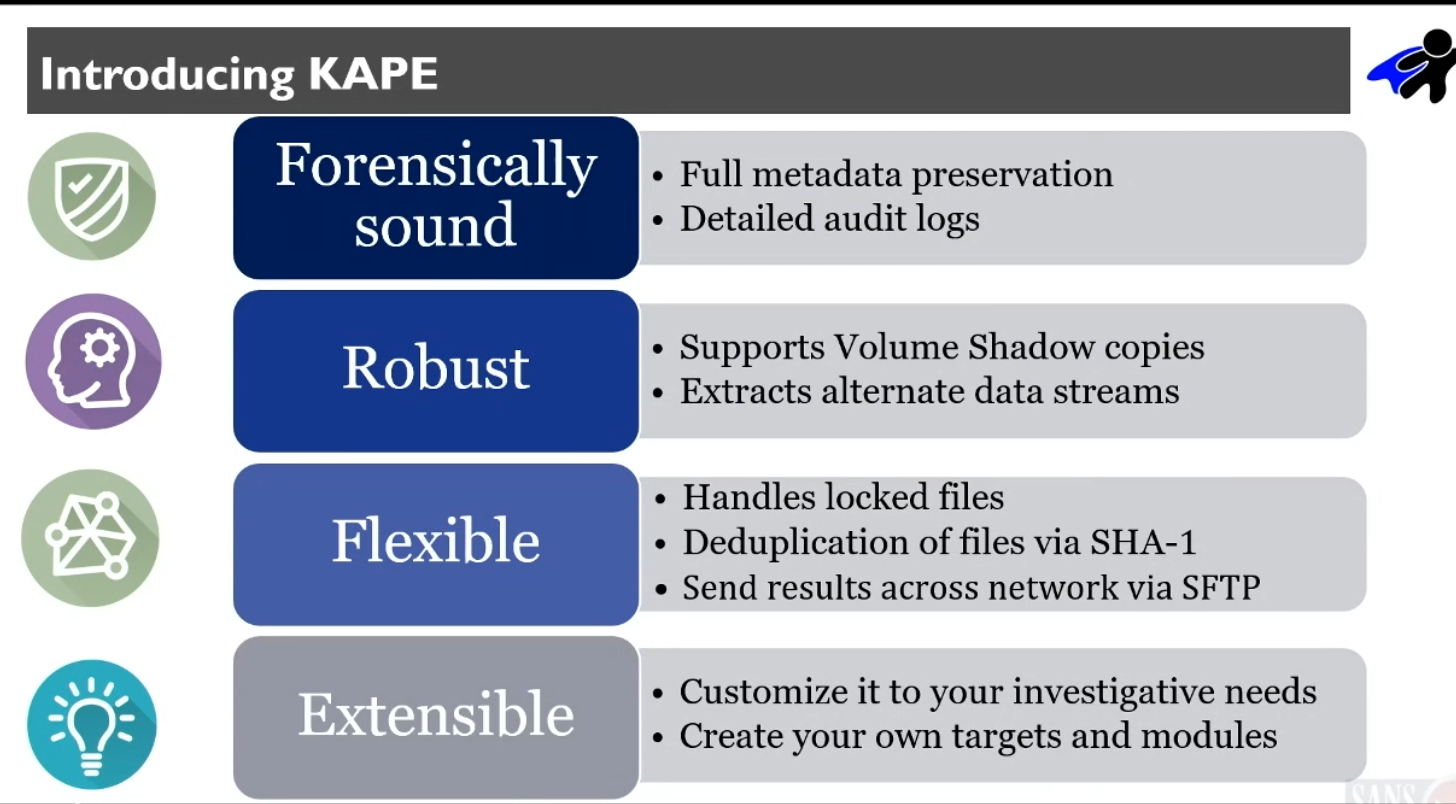 Introducing KAPE
Forensically
sound
• Full metadata preservation
• Detailed audit logs
Robust
• Supports Volume Shadow copies
• Extracts alternate data streams
Flexible
• Handles locked files
• Deduplication of files via SHA-1
• Send results across network via SFTP
Extensible
• Customize it to your investigative needs
• Create your own targets and modules
SANS